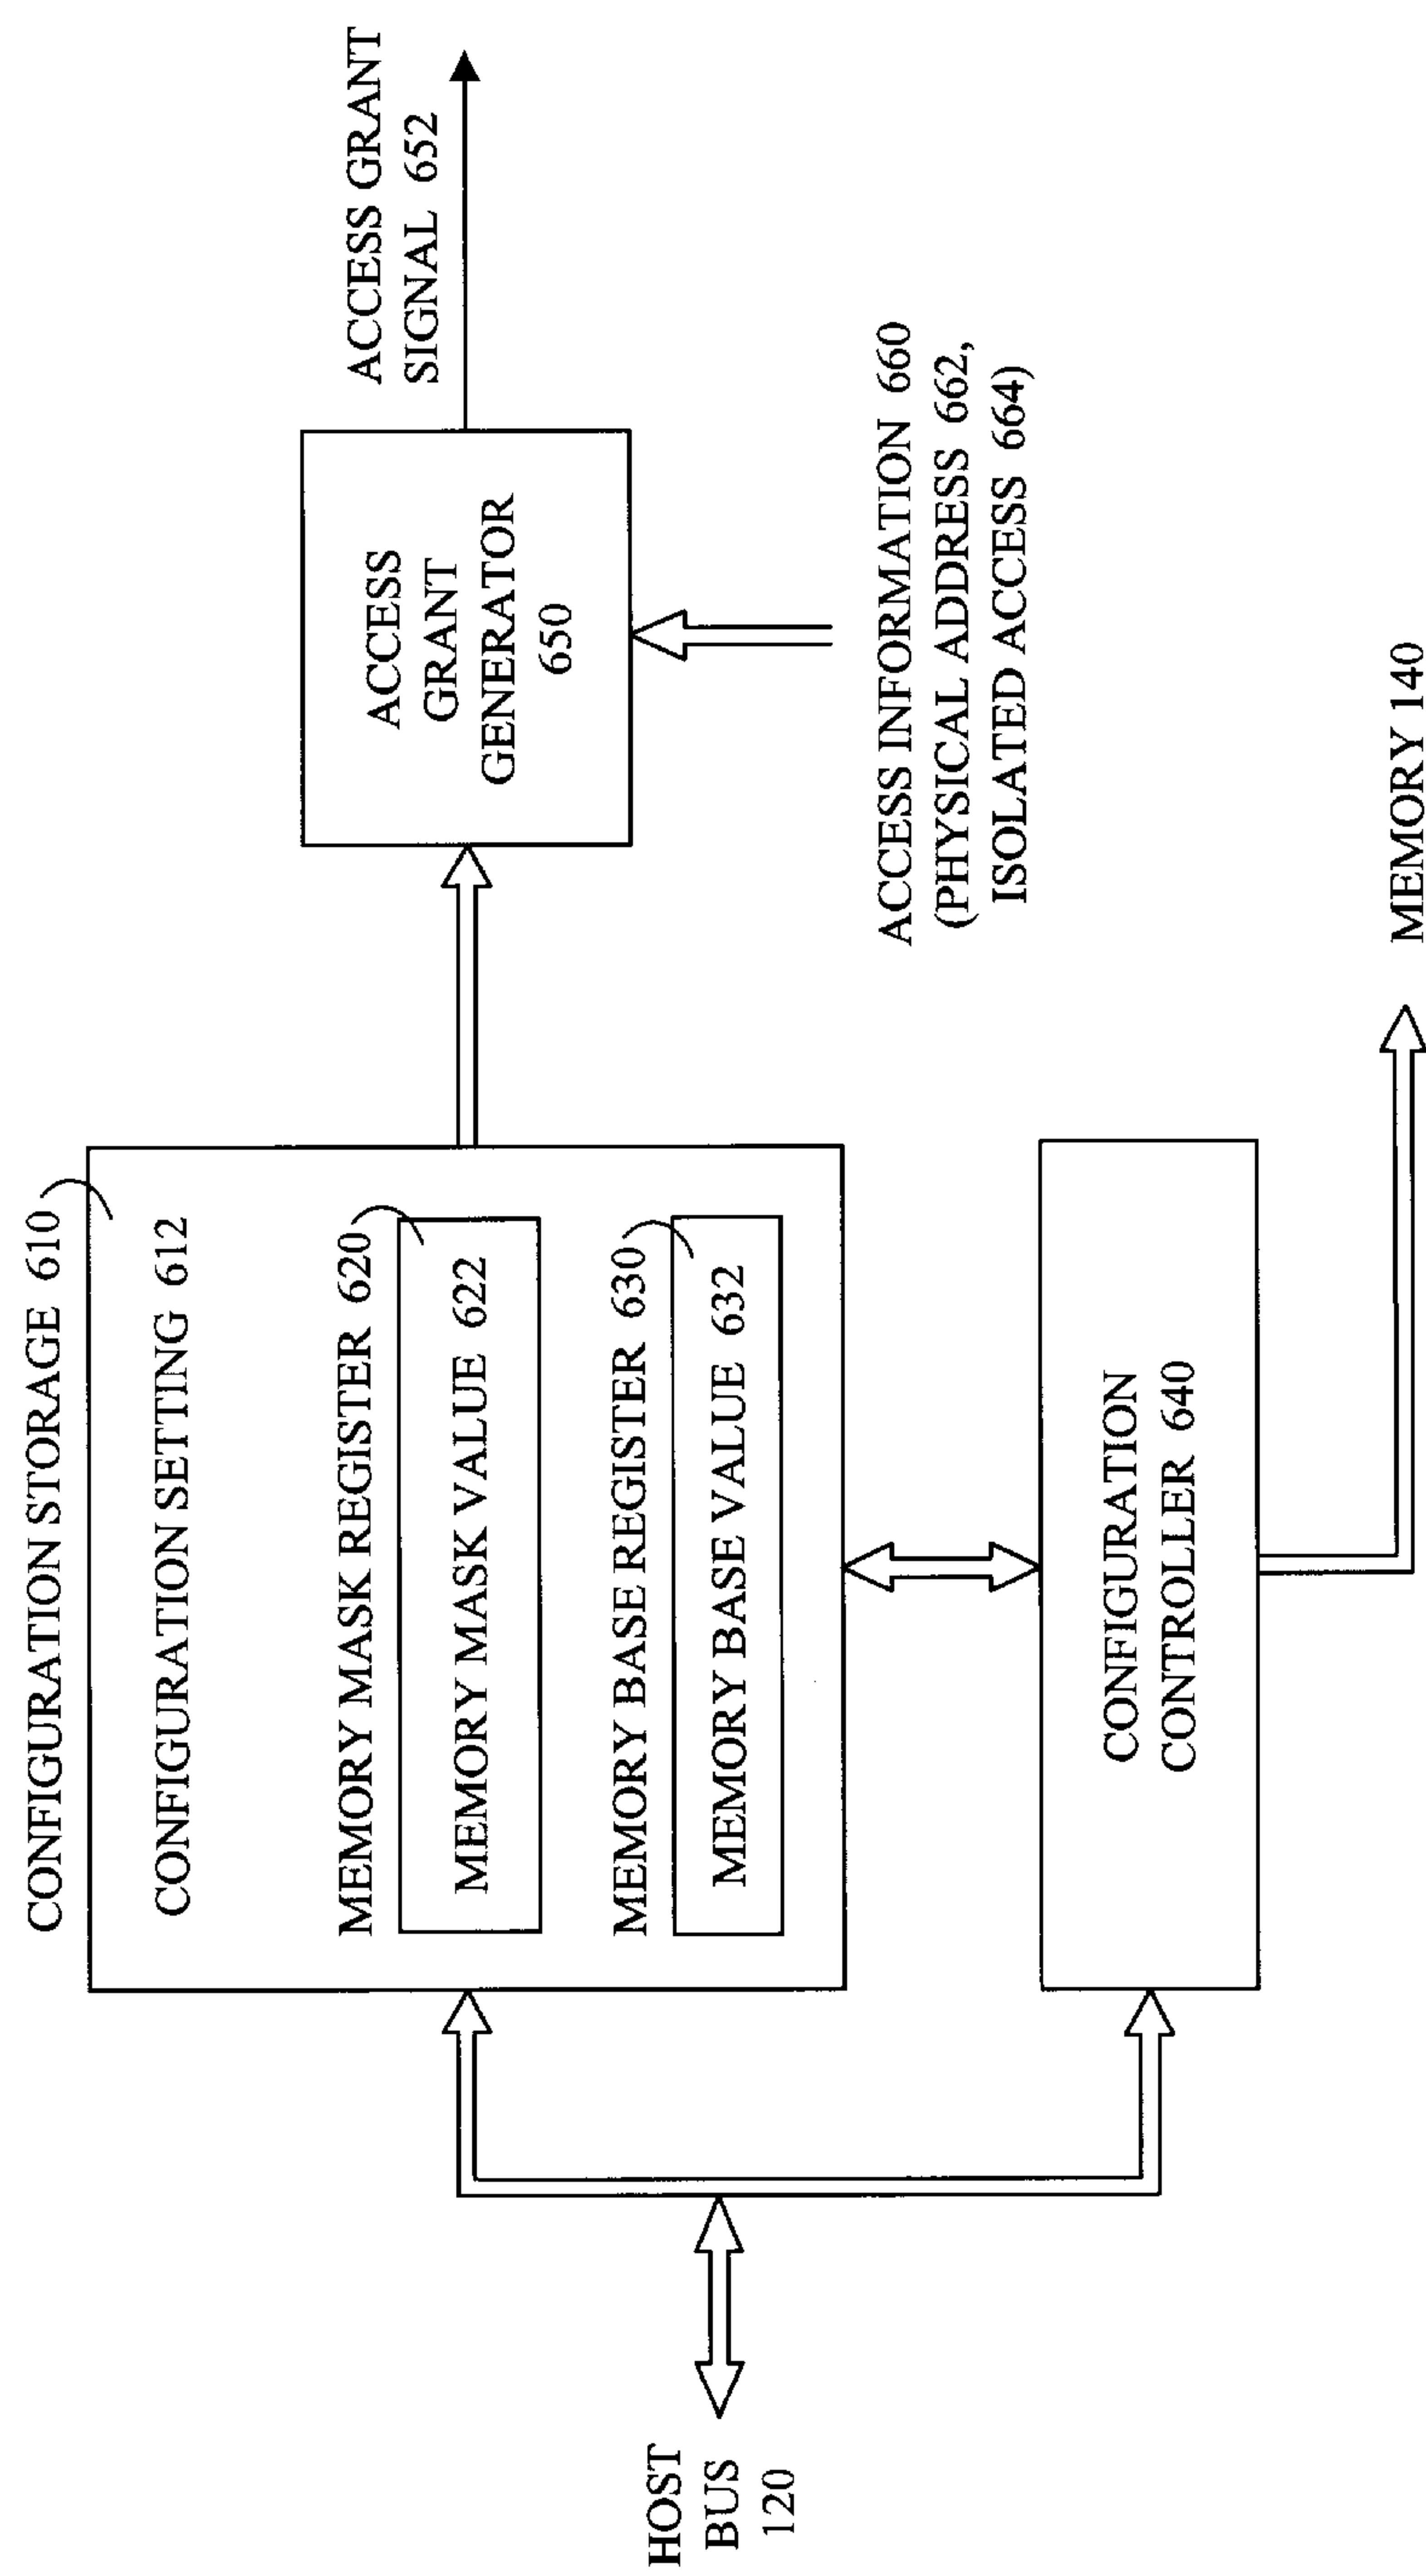 CONFIGURATION STORAGE 610
CONFIGURATION SETTING 612
MEMORY MASK REGISTER 620
MEMORY MASK VALUE 622
MEMORY BASE REGISTER 630
MEMORY BASE VALUE 632
HOST
BUS
120
CONFIGURATION
CONTROLLER 640
ACCESS
GRANT
GENERATOR
650
ACCESS GRANT
SIGNAL 652
ACCESS INFORMATION 660
(PHYSICAL ADDRESS 662,
ISOLATED ACCESS 664)
MEMORY 140